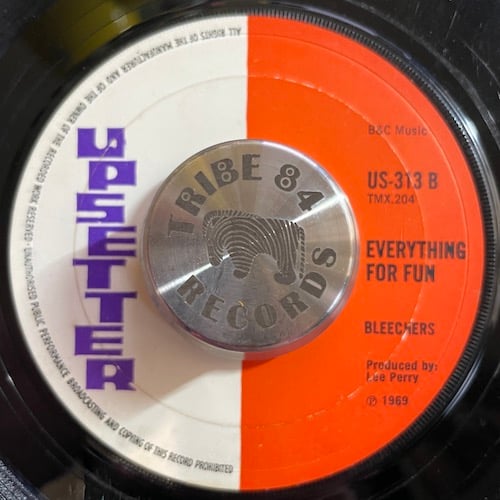 ALL RIGHTS OF THE MANUFACTURER AND OF THE OWNER OF THE RECORDED WORK RESERVED · UNAUTHORISED PUBLIC PERFORMANCE BROADCASTING AND COPYING OF THIS RECORD PROHIBITED
UPSETTER
TRIBE 84
RECORDS
B&C Music
US-313 B
TMX.204
EVERYTHING
FOR FUN
BLEECHERS
Produced by:
Lee Perry
℗ 1969